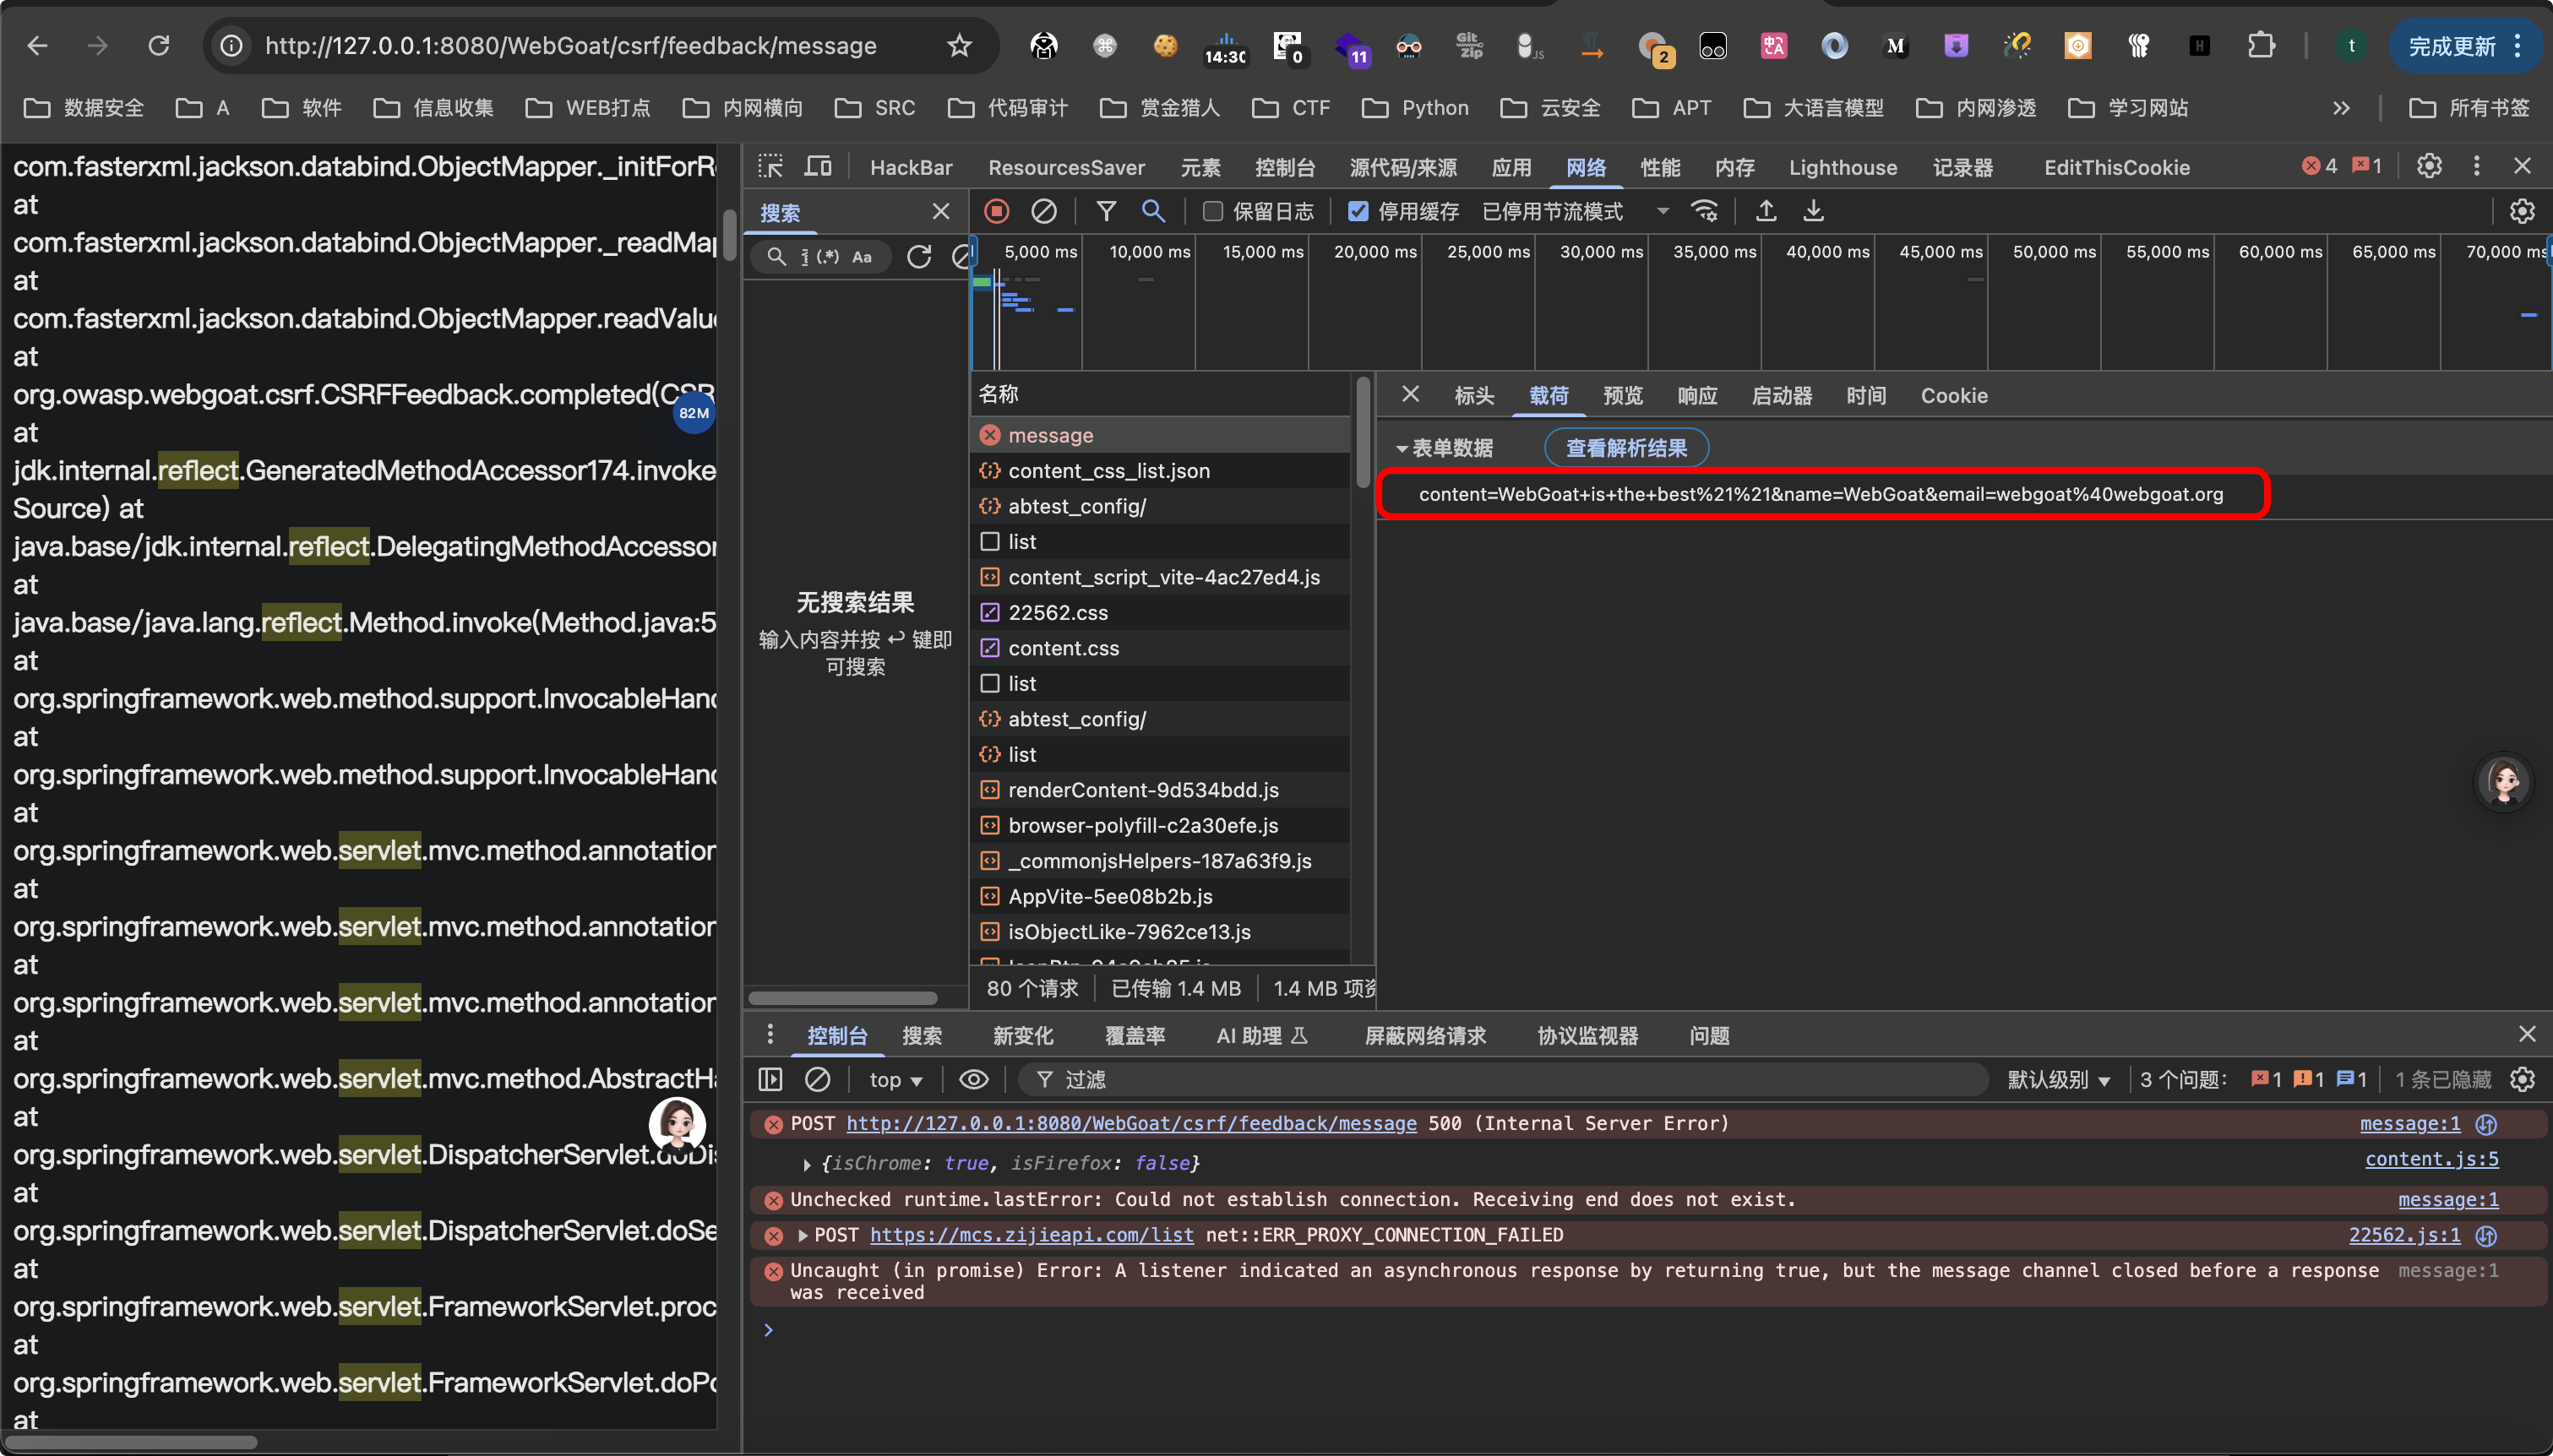 http://127.0.0.1:8080/WebGoat/csrf/feedback/message
14:30
0
11
Git
Zip
JS
2
M
H
t
完成更新
数据安全
A
软件
信息收集
WEB打点
内网横向
SRC
代码审计
赏金猎人
CTF
Python
云安全
APT
大语言模型
内网渗透
学习网站
所有书签
com.fasterxml.jackson.databind.ObjectMapper._initForRe
at
com.fasterxml.jackson.databind.ObjectMapper._readMap
at
com.fasterxml.jackson.databind.ObjectMapper.readValue
at
org.owasp.webgoat.csrf.CSRFFeedback.completed(CSR
82M
at
jdk.internal.reflect.GeneratedMethodAccessor174.invoke
Source) at
java.base/jdk.internal.reflect.DelegatingMethodAccessor
at
java.base/java.lang.reflect.Method.invoke(Method.java:5
at
org.springframework.web.method.support.InvocableHand
at
org.springframework.web.method.support.InvocableHand
at
org.springframework.web.servlet.mvc.method.annotation
at
org.springframework.web.servlet.mvc.method.annotation
at
org.springframework.web.servlet.mvc.method.annotation
at
org.springframework.web.servlet.mvc.method.AbstractHa
at
org.springframework.web.servlet.DispatcherServlet.doDis
at
org.springframework.web.servlet.DispatcherServlet.doSe
at
org.springframework.web.servlet.FrameworkServlet.proc
at
org.springframework.web.servlet.FrameworkServlet.doPo
at
HackBar
ResourcesSaver
元素
控制台
源代码/来源
应用
网络
性能
内存
Lighthouse
记录器
EditThisCookie
4
1
搜索
保留日志
停用缓存
已停用节流模式
(.*)
Aa
5,000 ms
10,000 ms
15,000 ms
20,000 ms
25,000 ms
30,000 ms
35,000 ms
40,000 ms
45,000 ms
50,000 ms
55,000 ms
60,000 ms
65,000 ms
70,000 ms
无搜索结果
输入内容并按 ↩ 键即
可搜索
名称
message
content_css_list.json
abtest_config/
list
content_script_vite-4ac27ed4.js
22562.css
content.css
list
abtest_config/
list
renderContent-9d534bdd.js
browser-polyfill-c2a30efe.js
_commonjsHelpers-187a63f9.js
AppVite-5ee08b2b.js
isObjectLike-7962ce13.js
80 个请求
已传输 1.4 MB
1.4 MB 项资
标头
载荷
预览
响应
启动器
时间
Cookie
表单数据
查看解析结果
content=WebGoat+is+the+best%21%21&name=WebGoat&email=webgoat%40webgoat.org
控制台
搜索
新变化
覆盖率
AI 助理
屏蔽网络请求
协议监视器
问题
top
过滤
默认级别
3 个问题:
1
1
1
1 条已隐藏
POST http://127.0.0.1:8080/WebGoat/csrf/feedback/message 500 (Internal Server Error)
message:1
{isChrome: true, isFirefox: false}
content.js:5
Unchecked runtime.lastError: Could not establish connection. Receiving end does not exist.
message:1
POST https://mcs.zijieapi.com/list net::ERR_PROXY_CONNECTION_FAILED
22562.js:1
Uncaught (in promise) Error: A listener indicated an asynchronous response by returning true, but the message channel closed before a response
message:1
was received